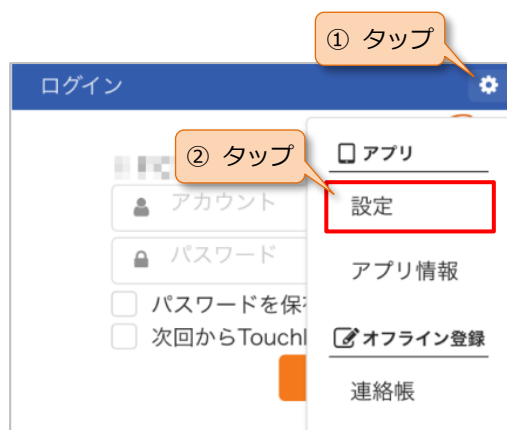 ① タップ
ログイン
② タップ
アプリ
アカウント
設定
パスワード
アプリ情報
パスワードを保
次回からTouch
オフライン登録
連絡帳